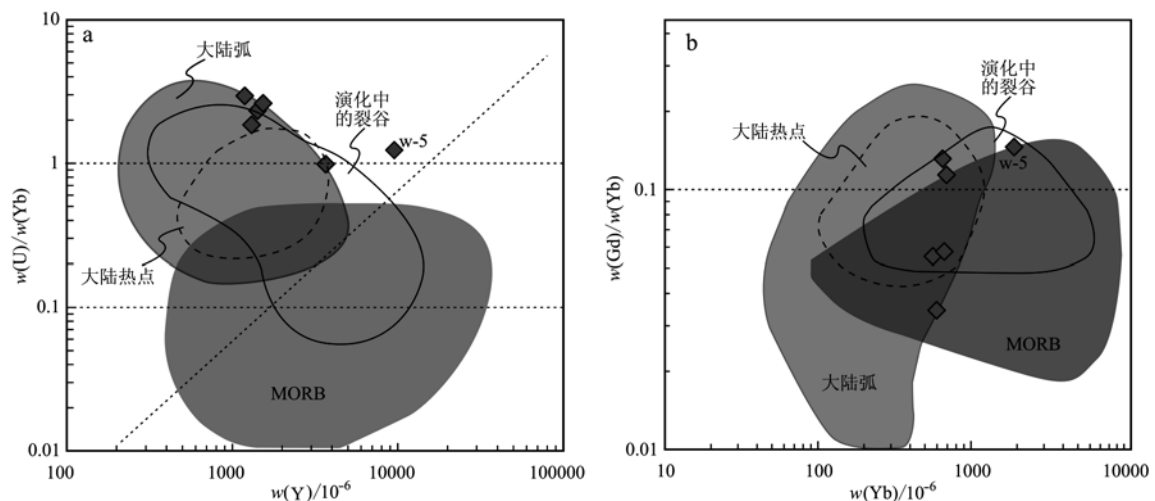 a
10
1
0.1
0.01
w(U)/w(Yb)
大陆弧
演化中
的裂谷
w-5
大陆热点
MORB
100
1000
10000
100000
w(Y)/10⁻⁶
b
0.1
0.01
w(Gd)/w(Yb)
演化中
的裂谷
大陆热点
w-5
MORB
大陆弧
10
100
1000
10000
w(Yb)/10⁻⁶